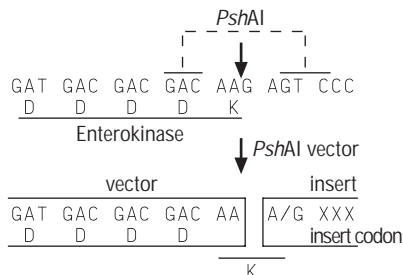 PshAI
GAT GAC GAC GAC AAG AGT CCC
D D D D K
Enterokinase
PshAI vector
vector insert
GAT GAC GAC GAC AA A/G XXX
D D D D insert codon
K